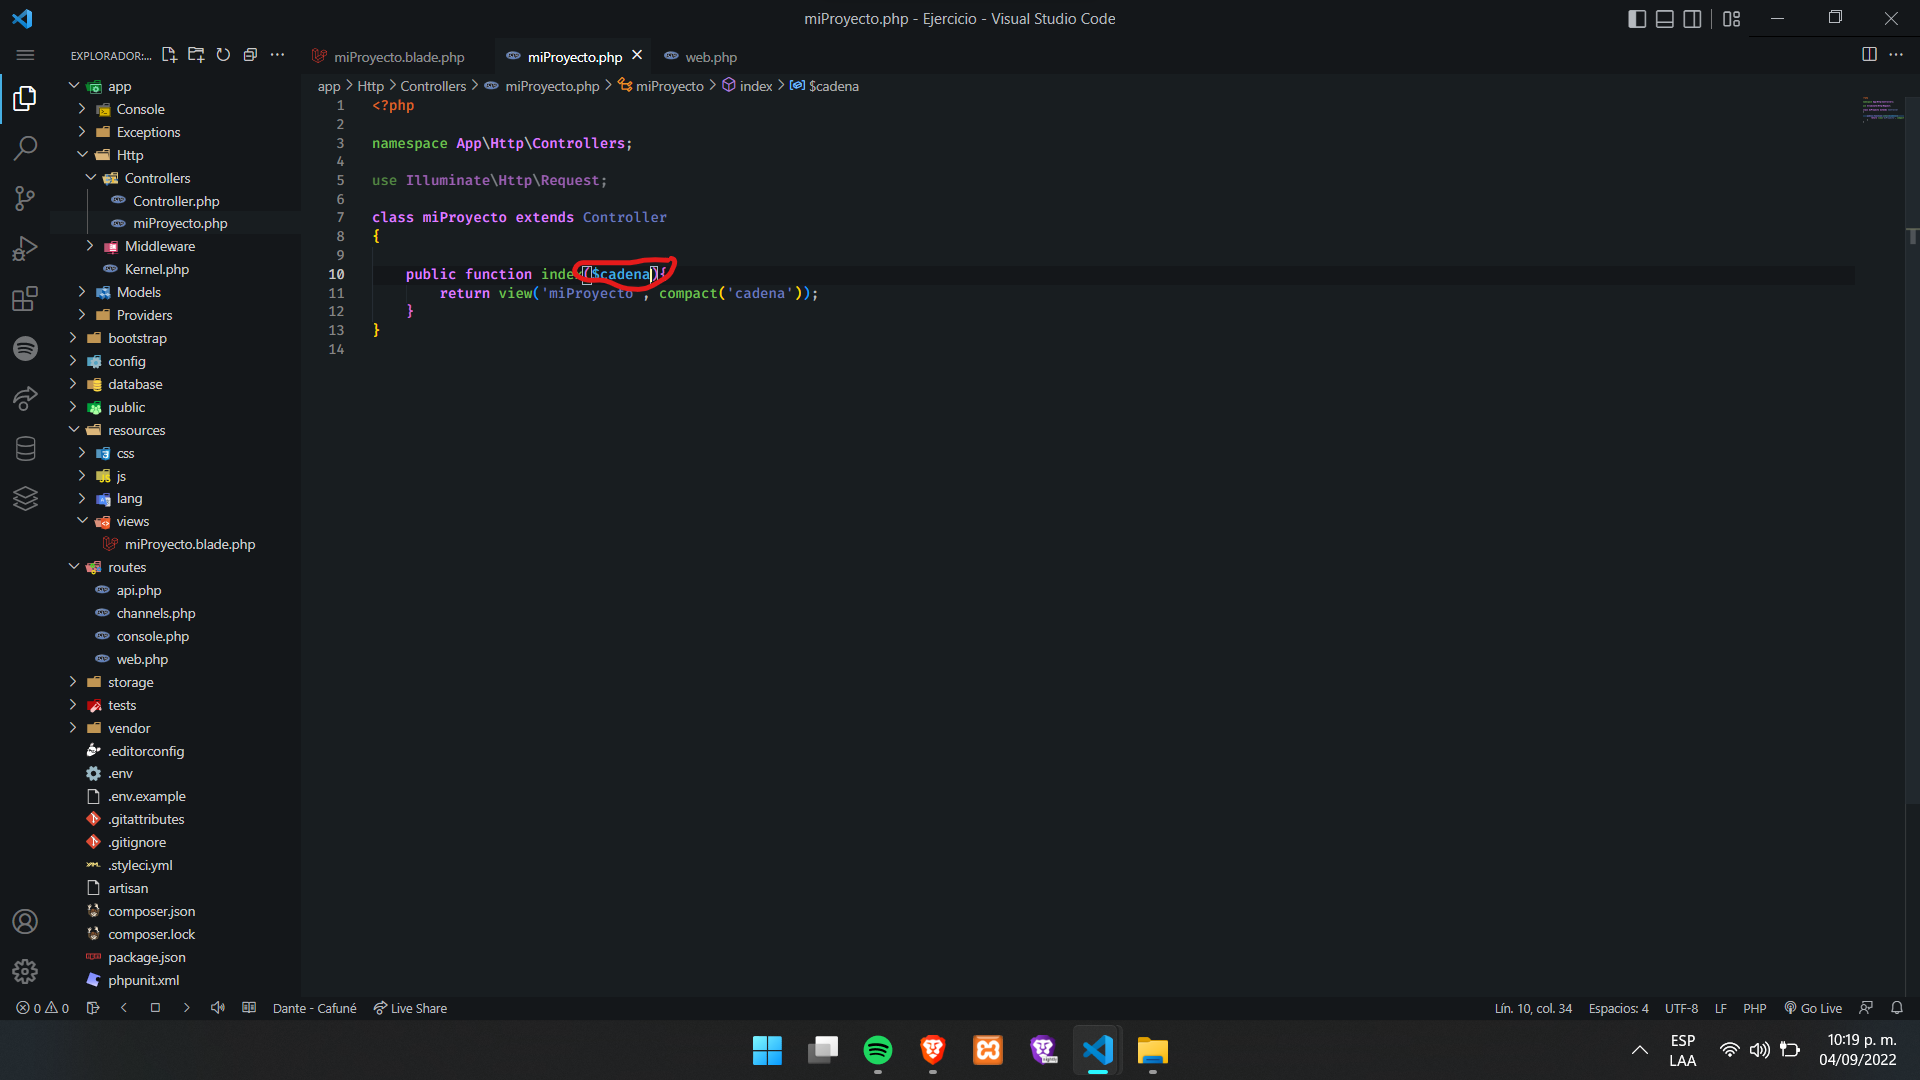 miProyecto.php - Ejercicio - Visual Studio Code
EXPLORADOR:...
miProyecto.blade.php
miProyecto.php
web.php
app > Http > Controllers > miProyecto.php > miProyecto > index > $cadena
app
Console
Exceptions
Http
Controllers
Controller.php
miProyecto.php
Middleware
Kernel.php
Models
Providers
bootstrap
config
database
public
resources
css
js
lang
views
miProyecto.blade.php
routes
api.php
channels.php
console.php
web.php
storage
tests
vendor
.editorconfig
.env
.env.example
.gitattributes
.gitignore
.styleci.yml
artisan
composer.json
composer.lock
package.json
phpunit.xml
1 <?php
2
3 namespace App\Http\Controllers;
4
5 use Illuminate\Http\Request;
6
7 class miProyecto extends Controller
8 {
9
10 public function index($cadena){
11 return view('miProyecto', compact('cadena'));
12 }
13 }
14
0 0 Dante - Cafuné Live Share Lín. 10, col. 34 Espacios: 4 UTF-8 LF PHP Go Live
ESP
LAA
10:19 p. m.
04/09/2022